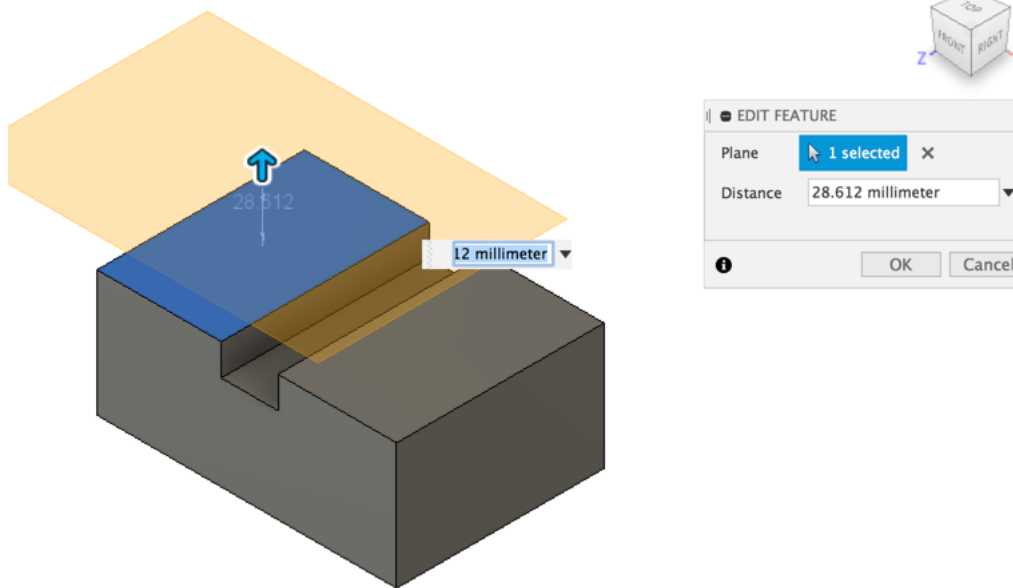 TOP
FRONT
RIGHT
Z
EDIT FEATURE
Plane
1 selected
Distance
28.612 millimeter
OK
Cancel
28.612
12 millimeter